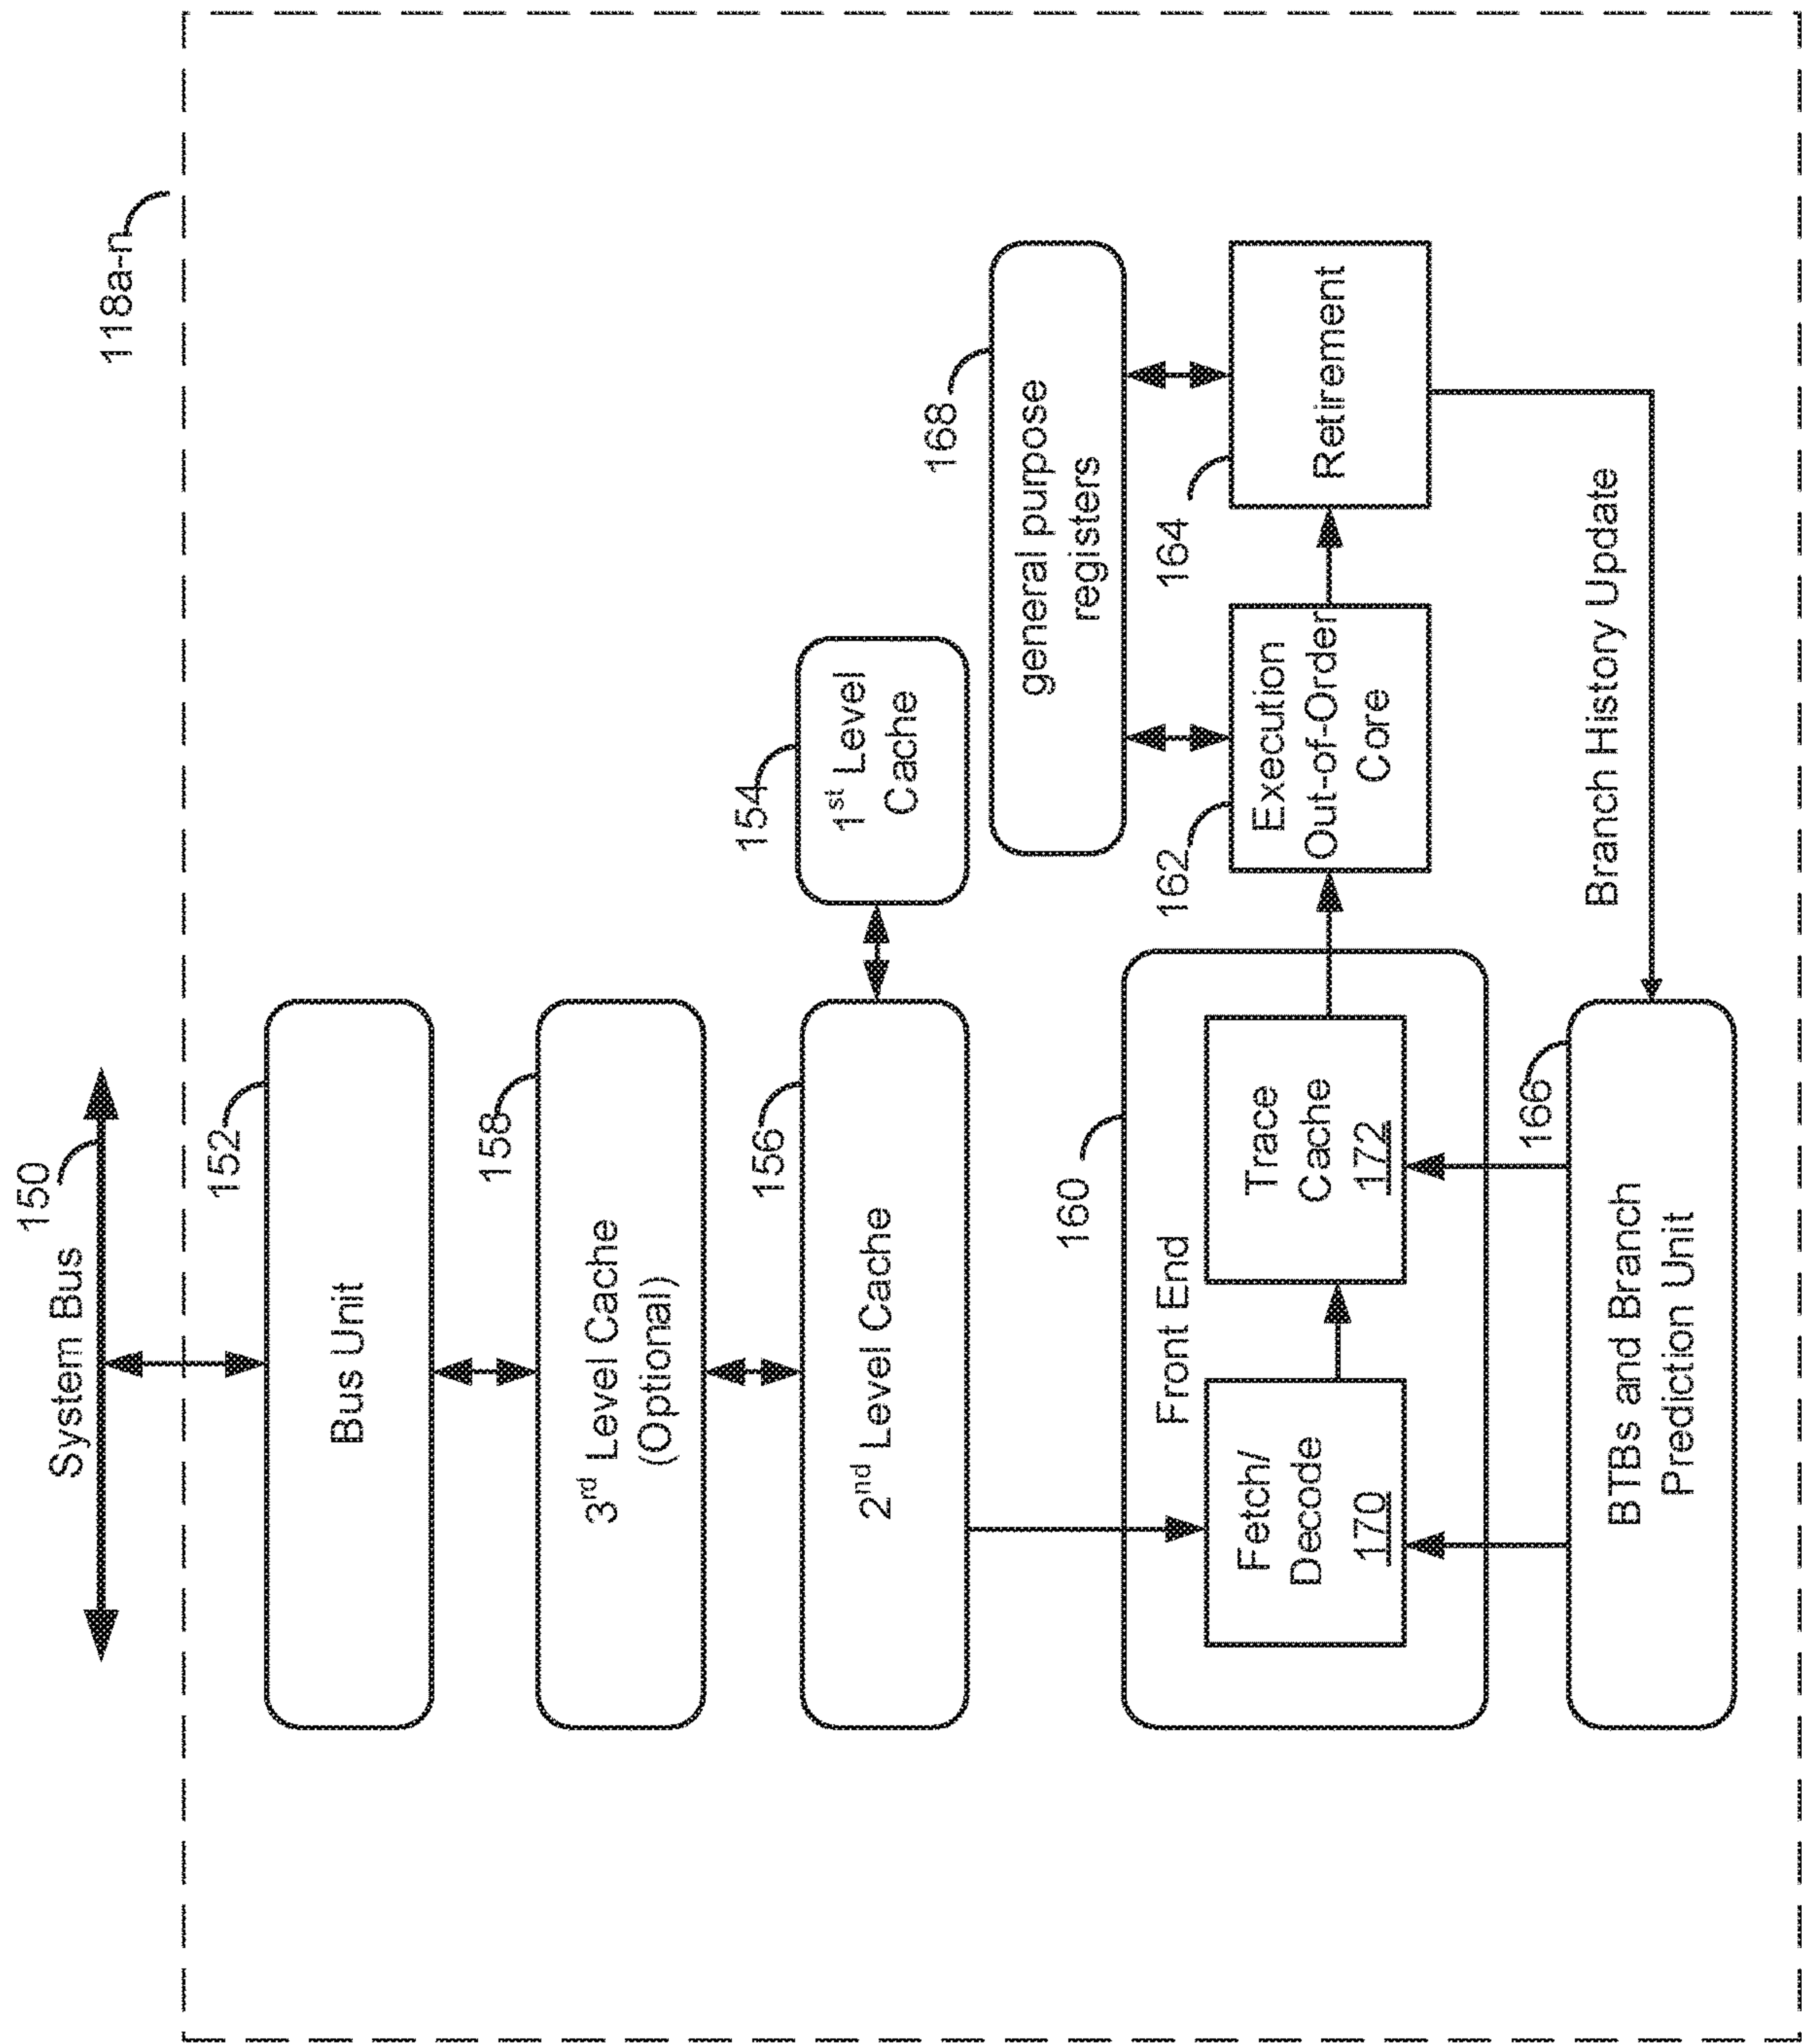 118a-n
150
System Bus
152
Bus Unit
158
3rd Level Cache
(Optional)
156
2nd Level Cache
154
1st Level
Cache
168
general purpose
registers
160
Front End
Fetch/
Decode
170
Trace
Cache
172
162
Execution
Out-of-Order
Core
164
Retirement
166
BTBs and Branch
Prediction Unit
Branch History Update